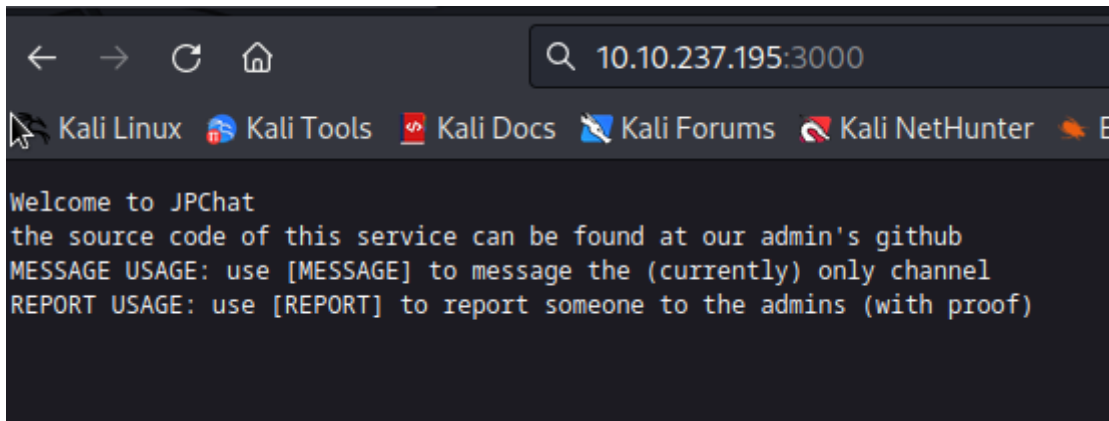 10.10.237.195:3000
Kali Linux Kali Tools Kali Docs Kali Forums Kali NetHunter E
Welcome to JPChat
the source code of this service can be found at our admin's github
MESSAGE USAGE: use [MESSAGE] to message the (currently) only channel
REPORT USAGE: use [REPORT] to report someone to the admins (with proof)